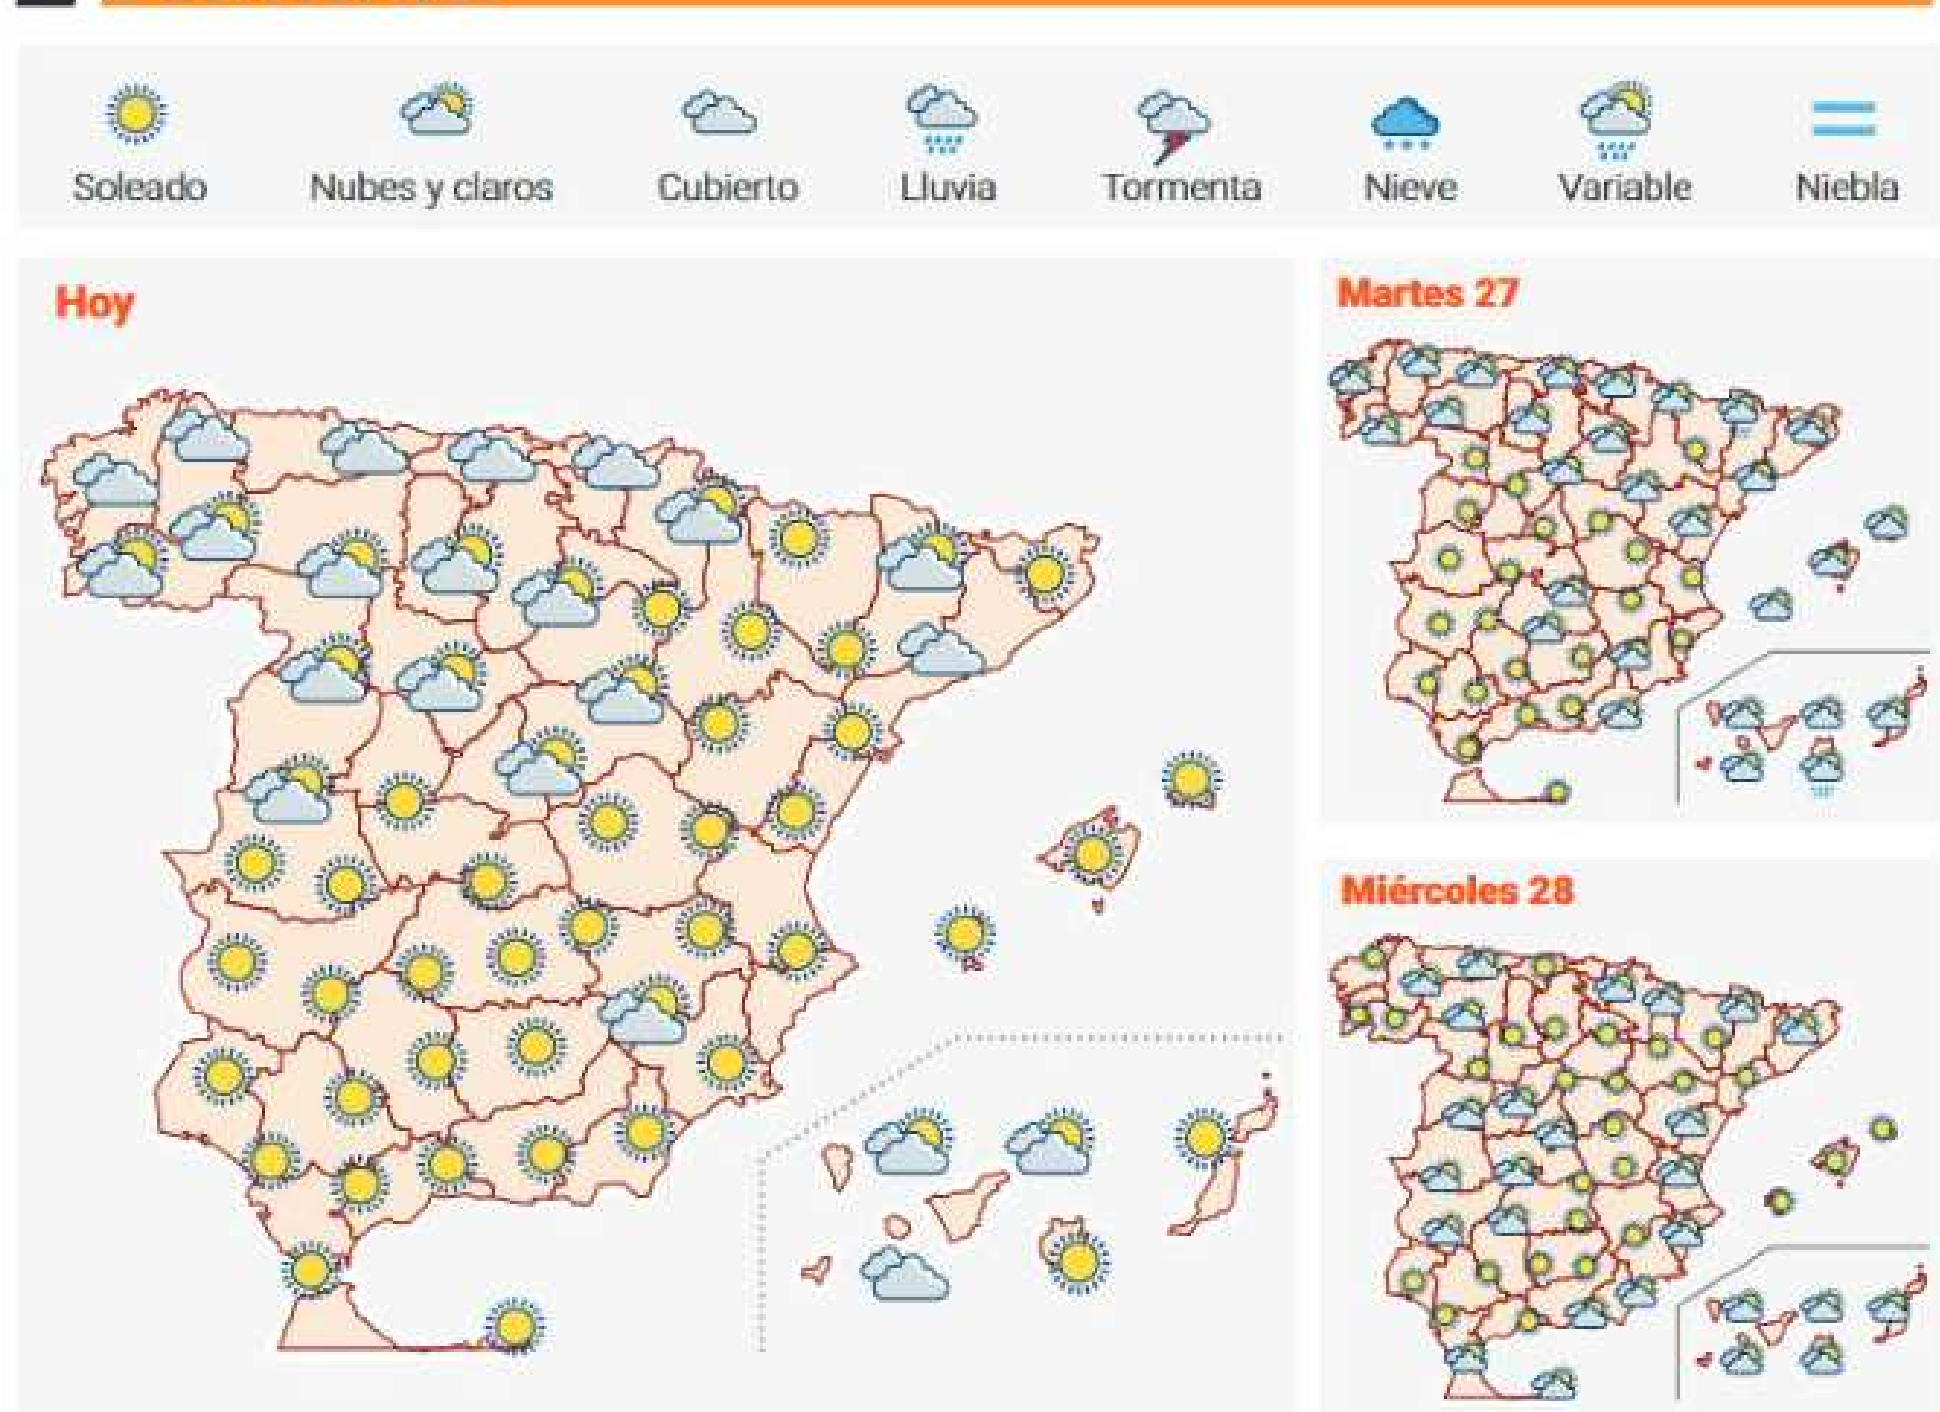 Soleado
Nubes y claros
Cubierto
Lluvia
Tormenta
Nieve
Variable
Niebla
Hoy
Martes 27
Miércoles 28